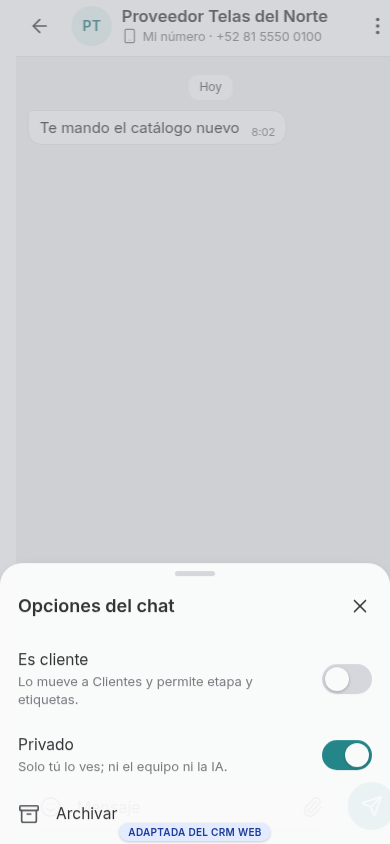 PT
Proveedor Telas del Norte
Mi número · +52 81 5550 0100
Hoy
Te mando el catálogo nuevo 8:02
Opciones del chat
Es cliente
Lo mueve a Clientes y permite etapa y
etiquetas.
Privado
Solo tú lo ves; ni el equipo ni la IA.
Archivar
ADAPTADA DEL CRM WEB